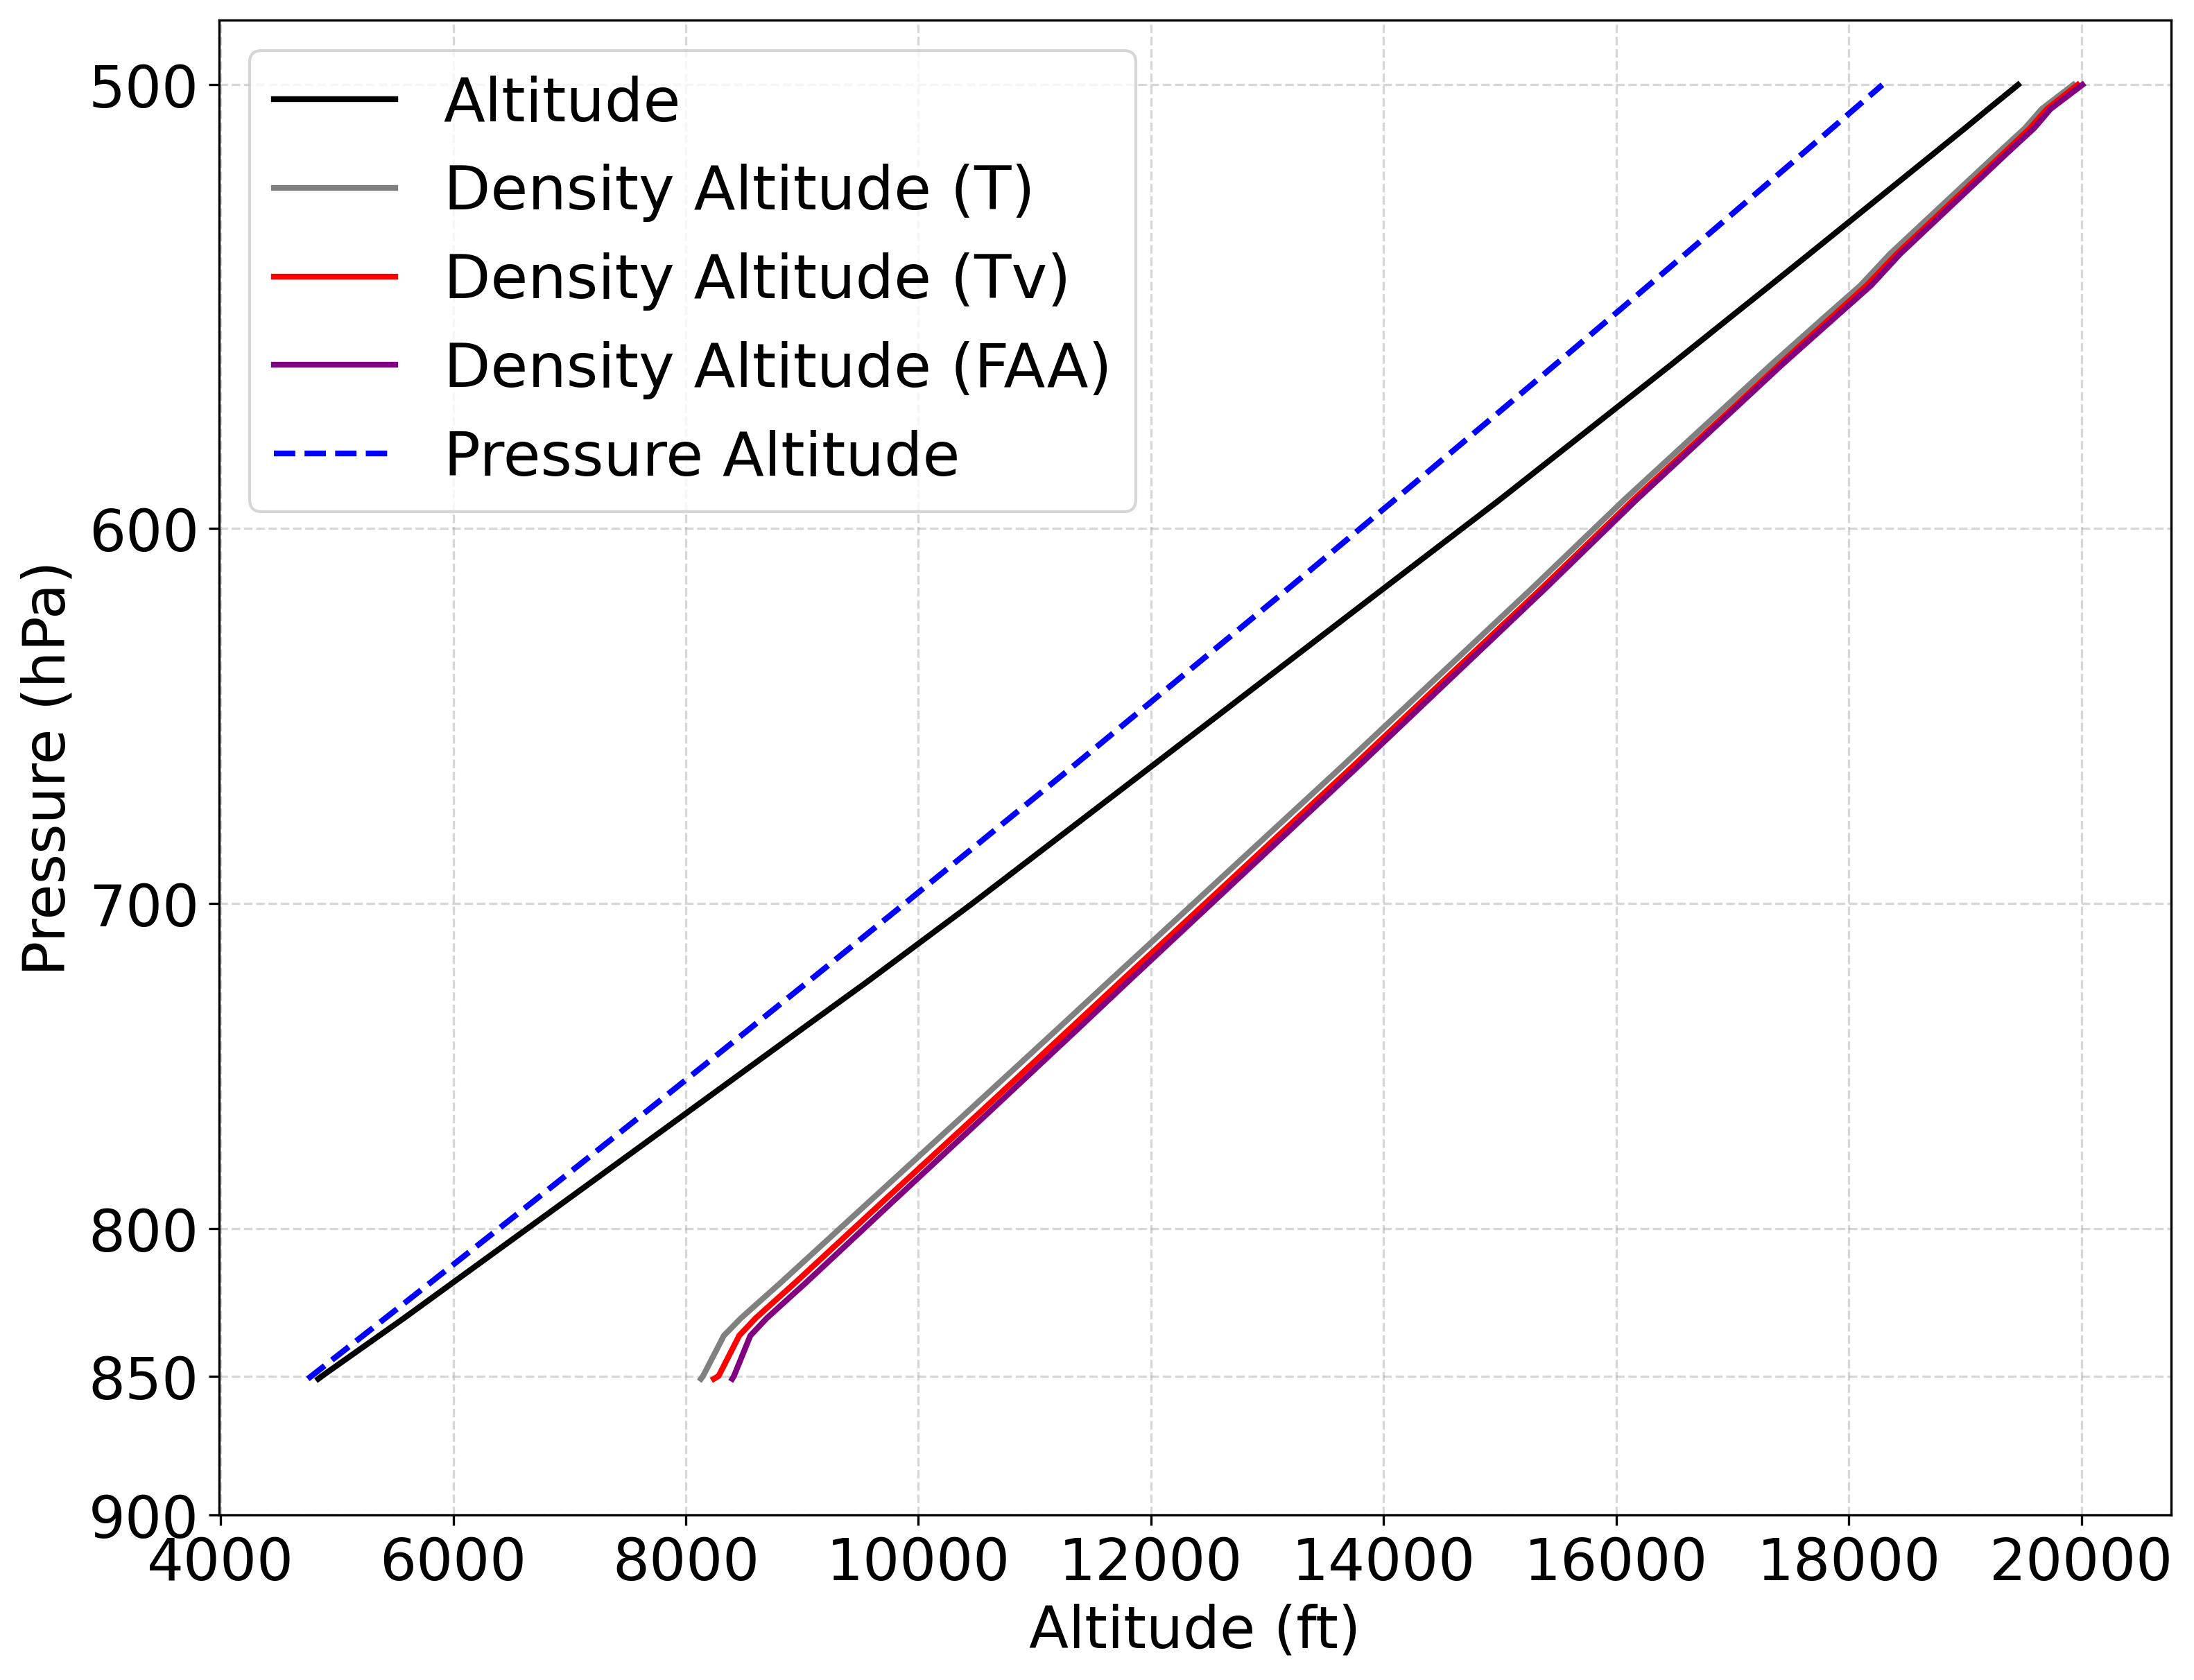 Altitude
Density Altitude (T)
Density Altitude (Tv)
Density Altitude (FAA)
Pressure Altitude
Pressure (hPa)
500
600
700
800
850
900
4000 6000 8000 10000 12000 14000 16000 18000 20000
Altitude (ft)